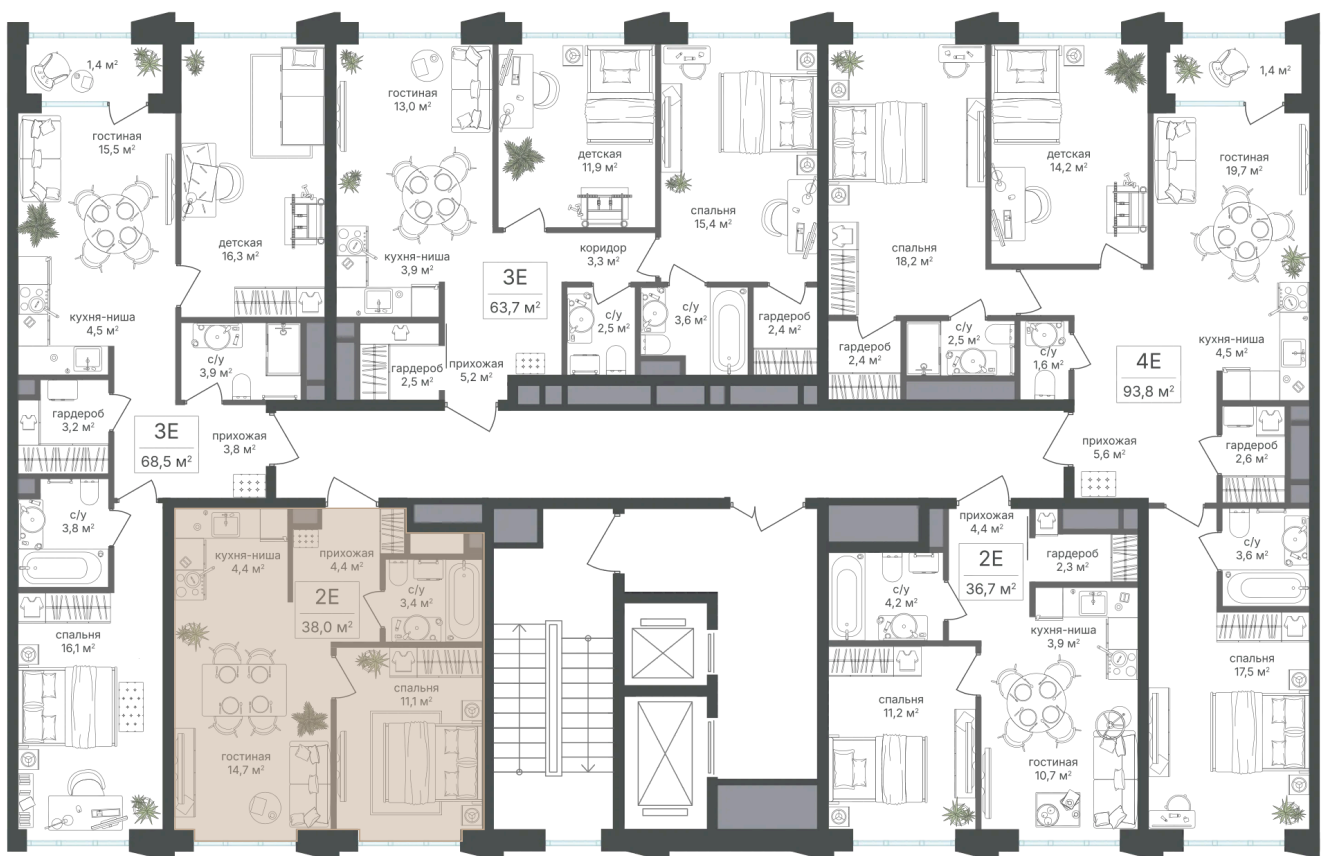 1,4 м²
гостиная
15,5 м²
детская
16,3 м²
кухня-ниша
4,5 м²
с/у
3,9 м²
гардероб
3,2 м²
3Е
68,5 м²
прихожая
3,8 м²
с/у
3,8 м²
спальня
16,1 м²
гостиная
13,0 м²
детская
11,9 м²
спальня
15,4 м²
кухня-ниша
3,9 м²
коридор
3,3 м²
3Е
63,7 м²
с/у
2,5 м²
с/у
3,6 м²
гардероб
2,4 м²
гардероб
2,5 м²
прихожая
5,2 м²
спальня
18,2 м²
детская
14,2 м²
1,4 м²
гостиная
19,7 м²
гардероб
2,4 м²
с/у
2,5 м²
с/у
1,6 м²
4Е
93,8 м²
кухня-ниша
4,5 м²
прихожая
5,6 м²
гардероб
2,6 м²
с/у
3,6 м²
спальня
17,5 м²
кухня-ниша
4,4 м²
прихожая
4,4 м²
2Е
38,0 м²
с/у
3,4 м²
спальня
11,1 м²
гостиная
14,7 м²
прихожая
4,4 м²
2Е
36,7 м²
гардероб
2,3 м²
с/у
4,2 м²
кухня-ниша
3,9 м²
спальня
11,2 м²
гостиная
10,7 м²